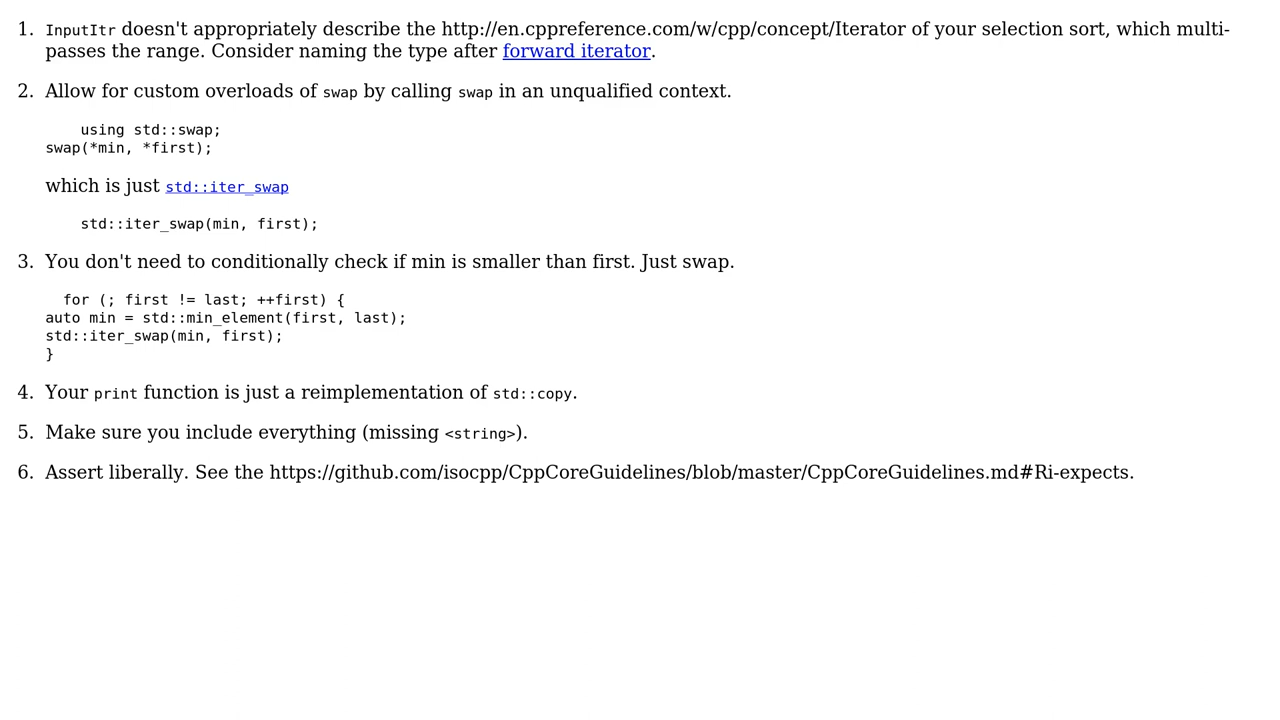 1. InputItr doesn't appropriately describe the http://en.cppreference.com/w/cpp/concept/Iterator of your selection sort, which multi-
passes the range. Consider naming the type after forward iterator.
2. Allow for custom overloads of swap by calling swap in an unqualified context.
using std::swap;
swap(*min, *first);
which is just std::iter_swap
std::iter_swap(min, first);
3. You don't need to conditionally check if min is smaller than first. Just swap.
for (; first != last; ++first) {
auto min = std::min_element(first, last);
std::iter_swap(min, first);
}
4. Your print function is just a reimplementation of std::copy.
5. Make sure you include everything (missing <string>).
6. Assert liberally. See the https://github.com/isocpp/CppCoreGuidelines/blob/master/CppCoreGuidelines.md#Ri-expects.